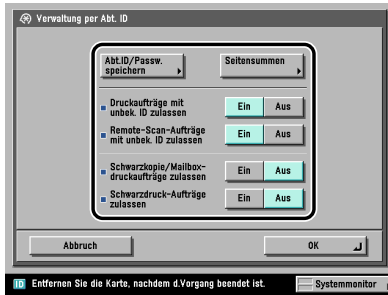 Verwaltung per Abt. ID
Abt.ID/Passw.
speichern
Seitensummen
Druckaufträge mit
unbek. ID zulassen
Ein Aus
Remote-Scan-Aufträge
mit unbek. ID zulassen
Ein Aus
Schwarzkopie/Mailbox-
druckaufträge zulassen
Ein Aus
Schwarzdruck-Aufträge
zulassen
Ein Aus
Abbruch
OK
ID Entfernen Sie die Karte, nachdem d.Vorgang beendet ist.
Systemmonitor